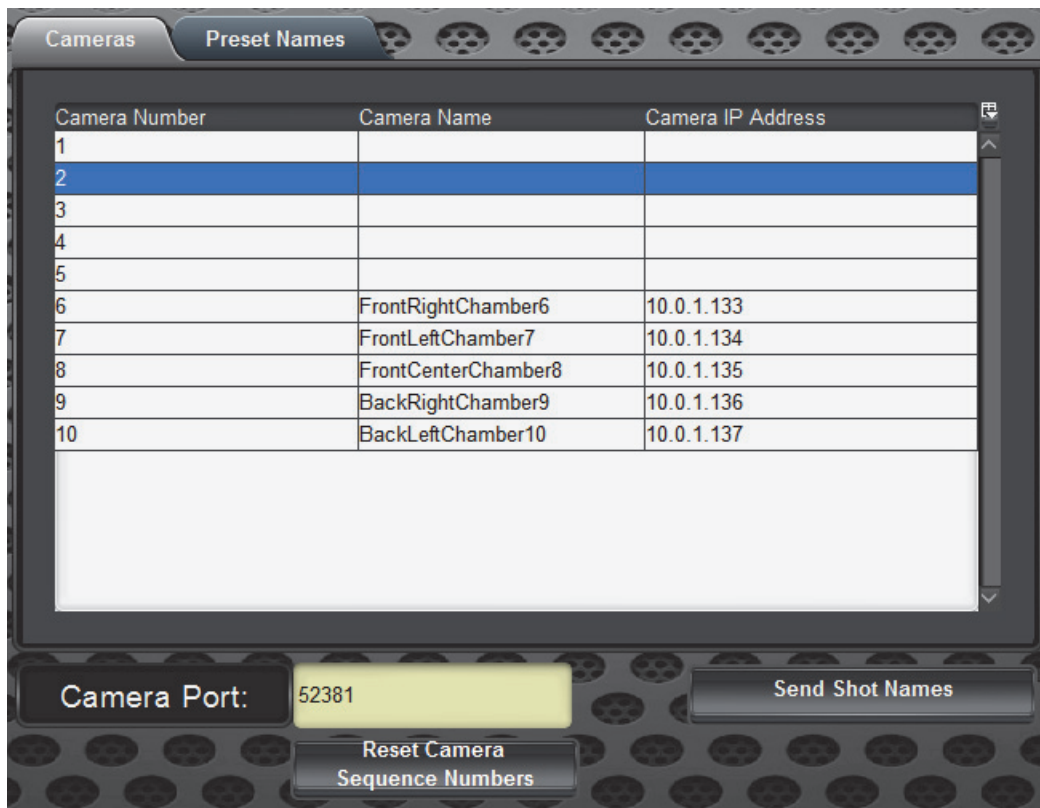 Cameras Preset Names
Camera Number Camera Name Camera IP Address
1
2
3
4
5
6 FrontRightChamber6 10.0.1.133
7 FrontLeftChamber7 10.0.1.134
8 FrontCenterChamber8 10.0.1.135
9 BackRightChamber9 10.0.1.136
10 BackLeftChamber10 10.0.1.137
Camera Port: 52381 Send Shot Names
Reset Camera
Sequence Numbers